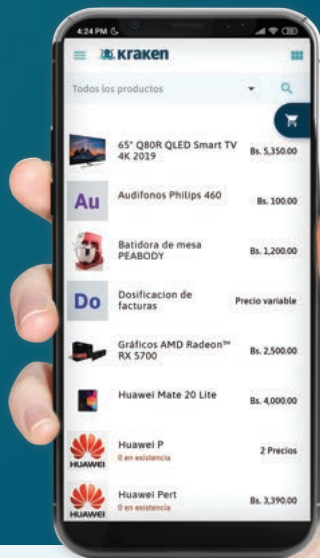 4:24 PM
kraken
Todos los productos
65" Q80R QLED Smart TV
4K 2019
Bs. 5,350.00
Au
Audifonos Philips 460
Bs. 100.00
Batidora de mesa
PEABODY
Bs. 1,200.00
Do
Dosificacion de
facturas
Precio variable
Gráficos AMD Radeon™
RX 5700
Bs. 2,500.00
Huawei Mate 20 Lite
Bs. 4,000.00
HUAWEI
Huawei P
0 en existencia
2 Precios
HUAWEI
Huawei Pert
0 en existencia
Bs. 3,390.00